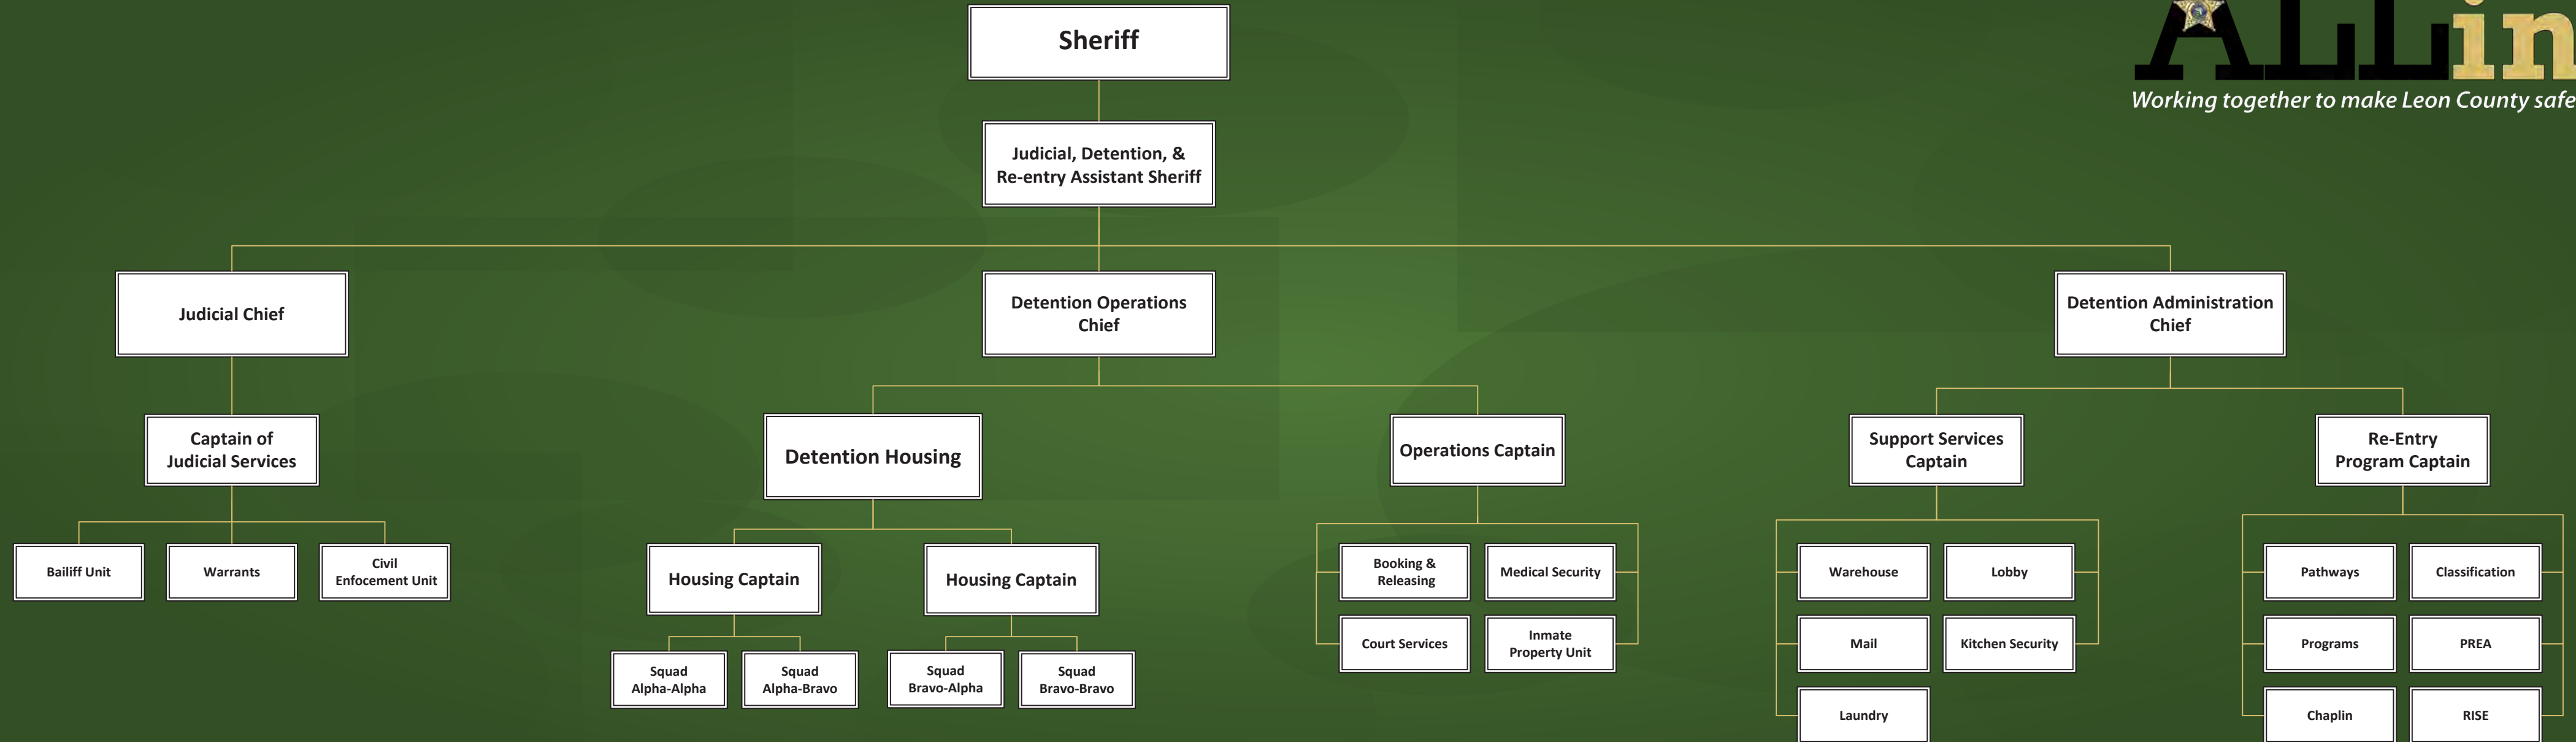 Sheriff
ALLin
Working together to make Leon County safe
Judicial, Detention, &
Re-entry Assistant Sheriff
Judicial Chief
Detention Operations
Chief
Detention Administration
Chief
Captain of
Judicial Services
Detention Housing
Operations Captain
Support Services
Captain
Re-Entry
Program Captain
Bailiff Unit
Warrants
Civil
Enfocement Unit
Housing Captain
Housing Captain
Squad
Alpha-Alpha
Squad
Alpha-Bravo
Squad
Bravo-Alpha
Squad
Bravo-Bravo
Booking &
Releasing
Medical Security
Court Services
Inmate
Property Unit
Warehouse
Lobby
Mail
Kitchen Security
Laundry
Pathways
Classification
Programs
PREA
Chaplin
RISE